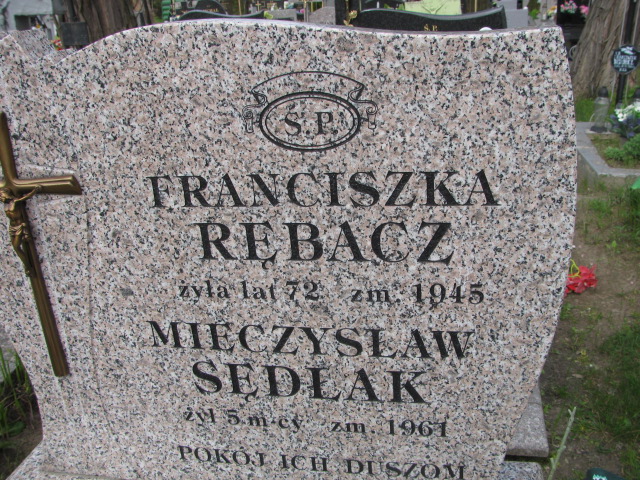 Ś.P.
FRANCISZKA
RĘBACZ
żyła lat 72 zm. 1945
MIECZYSŁAW
SĘDŁAK
żył 5 m-cy zm. 1961
POKÓJ ICH DUSZOM